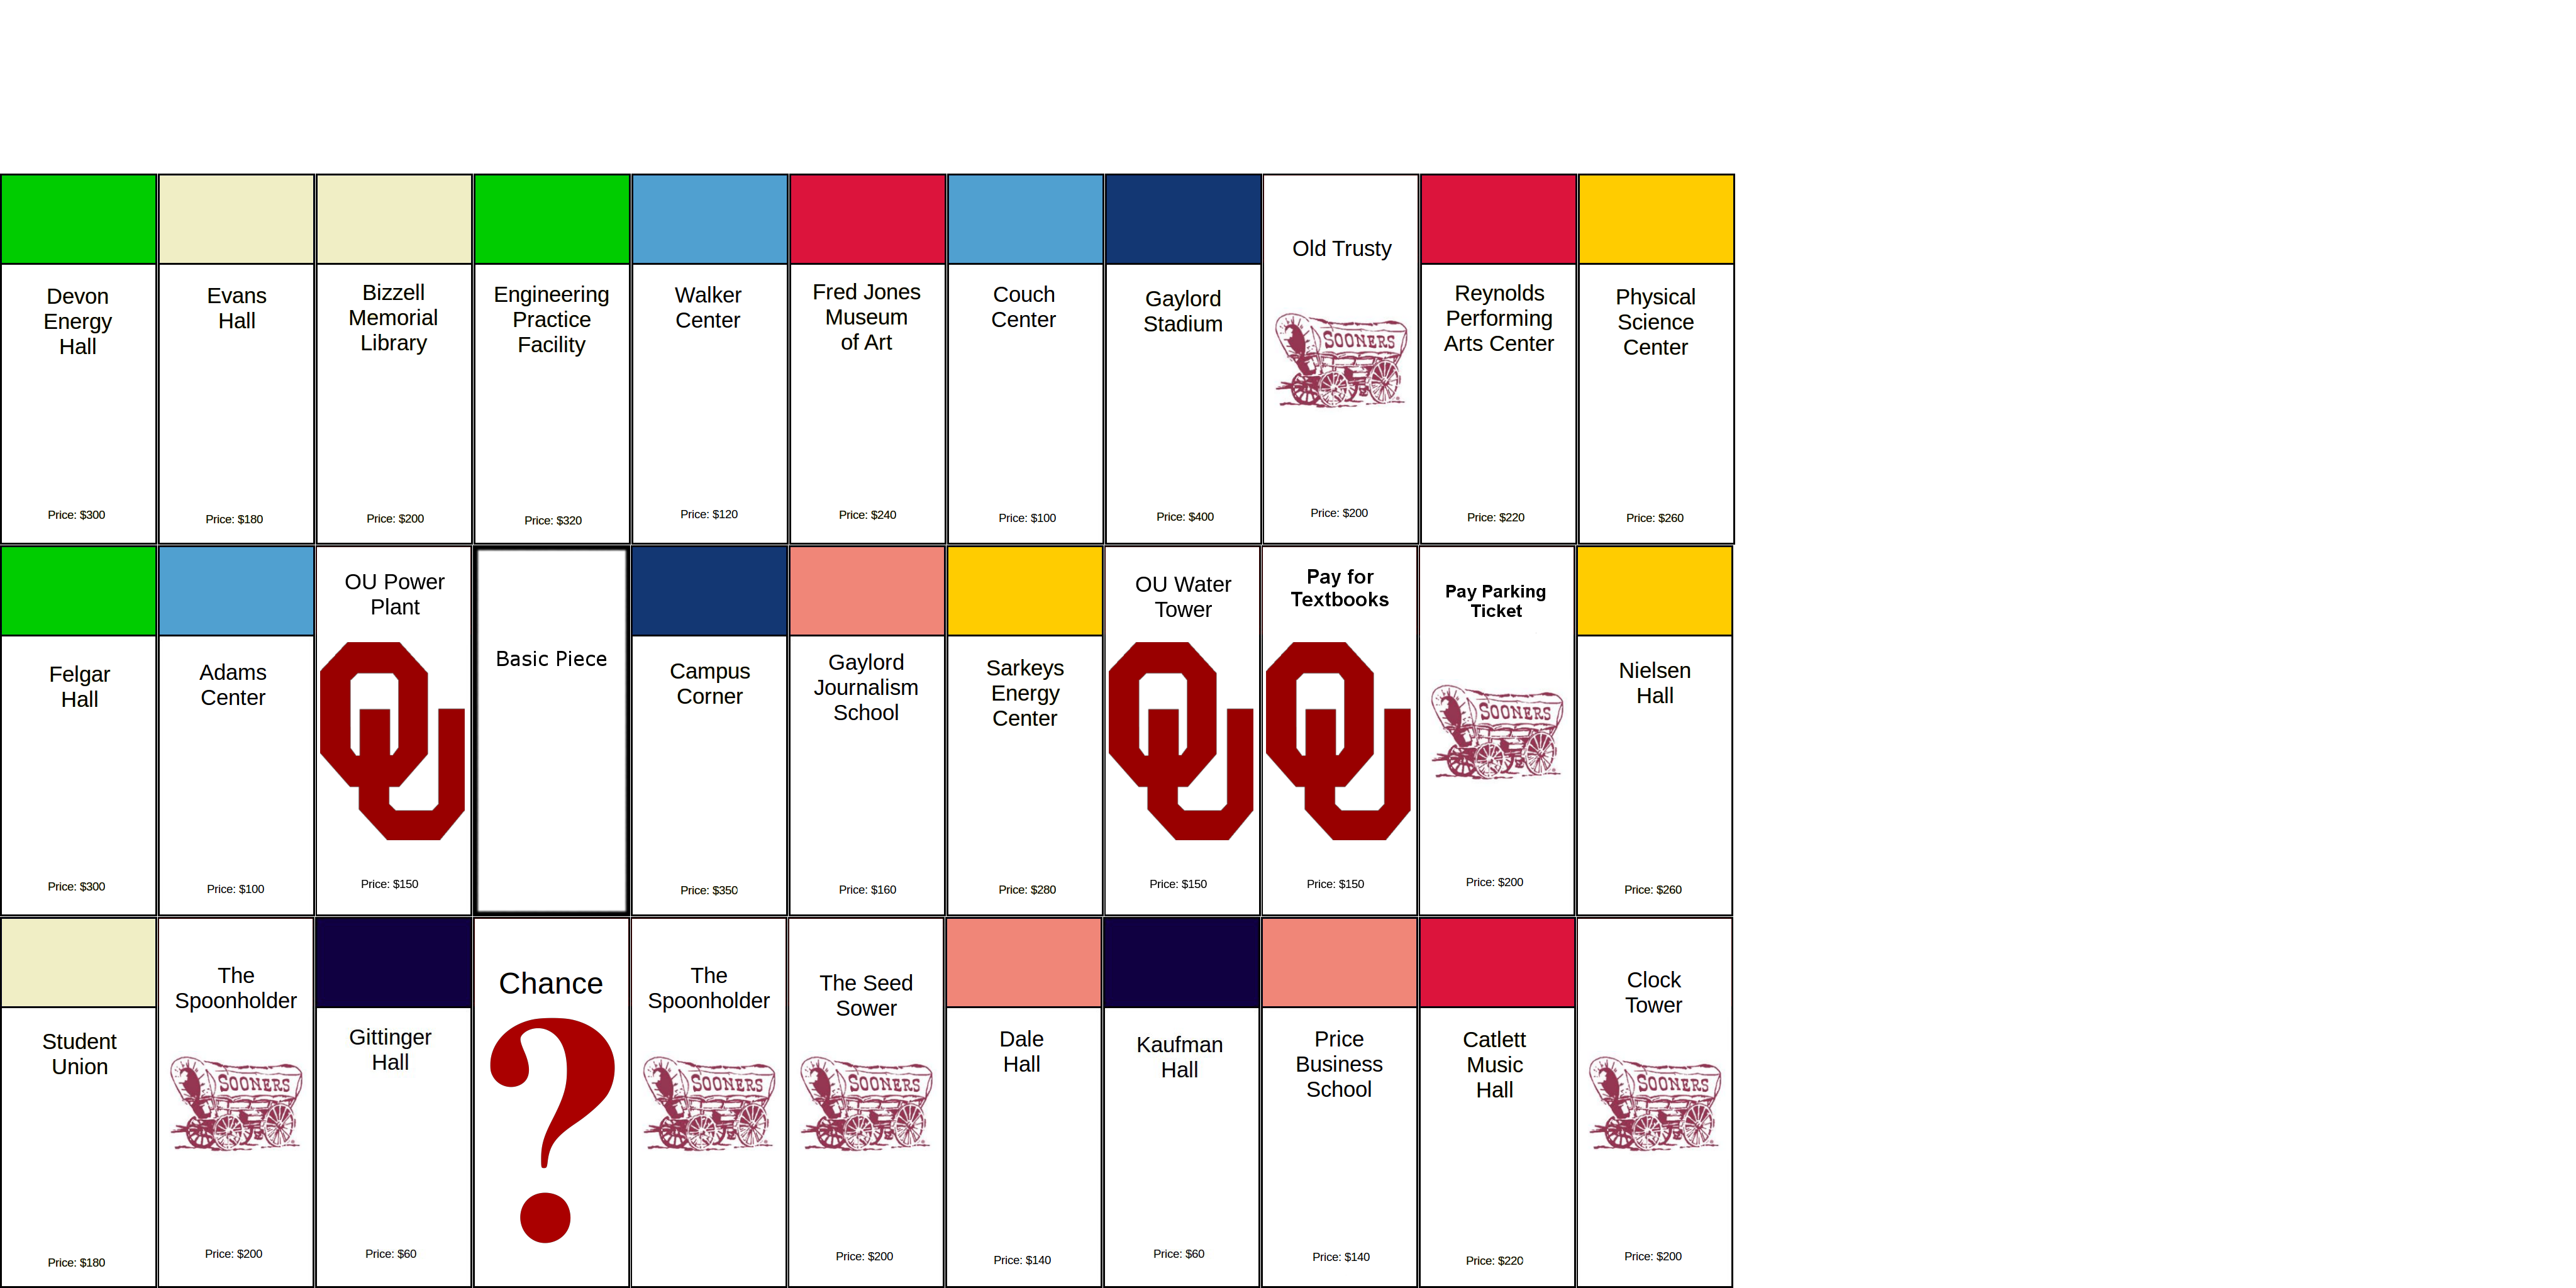 Devon
Energy
Hall
Price: $300
Evans
Hall
Price: $180
Bizzell
Memorial
Library
Price: $200
Engineering
Practice
Facility
Price: $320
Walker
Center
Price: $120
Fred Jones
Museum
of Art
Price: $240
Couch
Center
Price: $100
Gaylord
Stadium
Price: $400
Old Trusty
SOONERS
Price: $200
Reynolds
Performing
Arts Center
Price: $220
Physical
Science
Center
Price: $260
Felgar
Hall
Price: $300
Adams
Center
Price: $100
OU Power
Plant
OU
Price: $150
Basic Piece
Campus
Corner
Price: $350
Gaylord
Journalism
School
Price: $160
Sarkeys
Energy
Center
Price: $280
OU Water
Tower
OU
Price: $150
Pay for
Textbooks
OU
Price: $150
Pay Parking
Ticket
SOONERS
Price: $200
Nielsen
Hall
Price: $260
Student
Union
Price: $180
The
Spoonholder
SOONERS
Price: $200
Gittinger
Hall
Price: $60
Chance
?
The
Spoonholder
SOONERS
The Seed
Sower
SOONERS
Price: $200
Dale
Hall
Price: $140
Kaufman
Hall
Price: $60
Price
Business
School
Price: $140
Catlett
Music
Hall
Price: $220
Clock
Tower
SOONERS
Price: $200